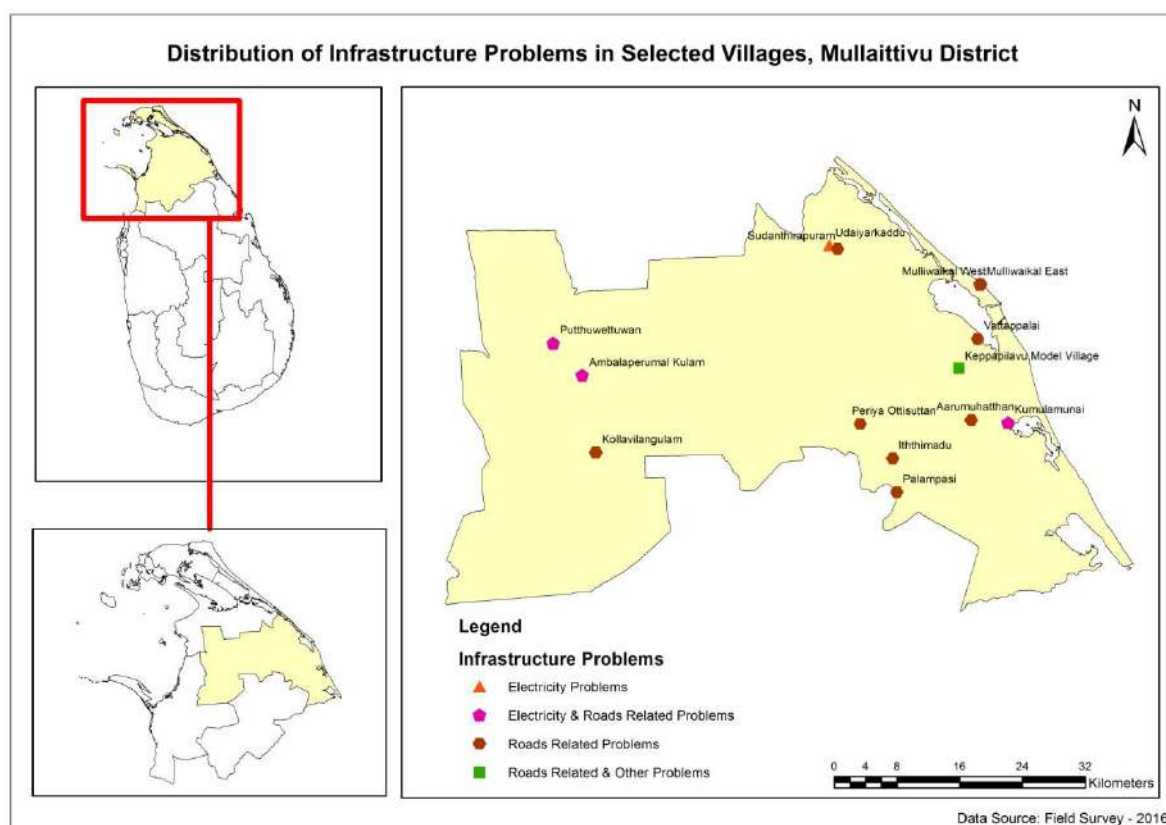 Distribution of Infrastructure Problems in Selected Villages, Mullaittivu District
N
Sudanthirapuram
Udaiyarkaddu
Mulliwaikal West
Mulliwaikal East
Vattappalai
Putthuwettuwan
Keppapilavu Model Village
Ambalaperumal Kulam
Periya Ottisuttan
Aarumuhatthan
Kumulamunai
Kollavilangulam
Iththimadu
Palampasi
Legend
Infrastructure Problems
Electricity Problems
Electricity & Roads Related Problems
Roads Related Problems
Roads Related & Other Problems
0 4 8 16 24 32
Kilometers
Data Source: Field Survey - 2016